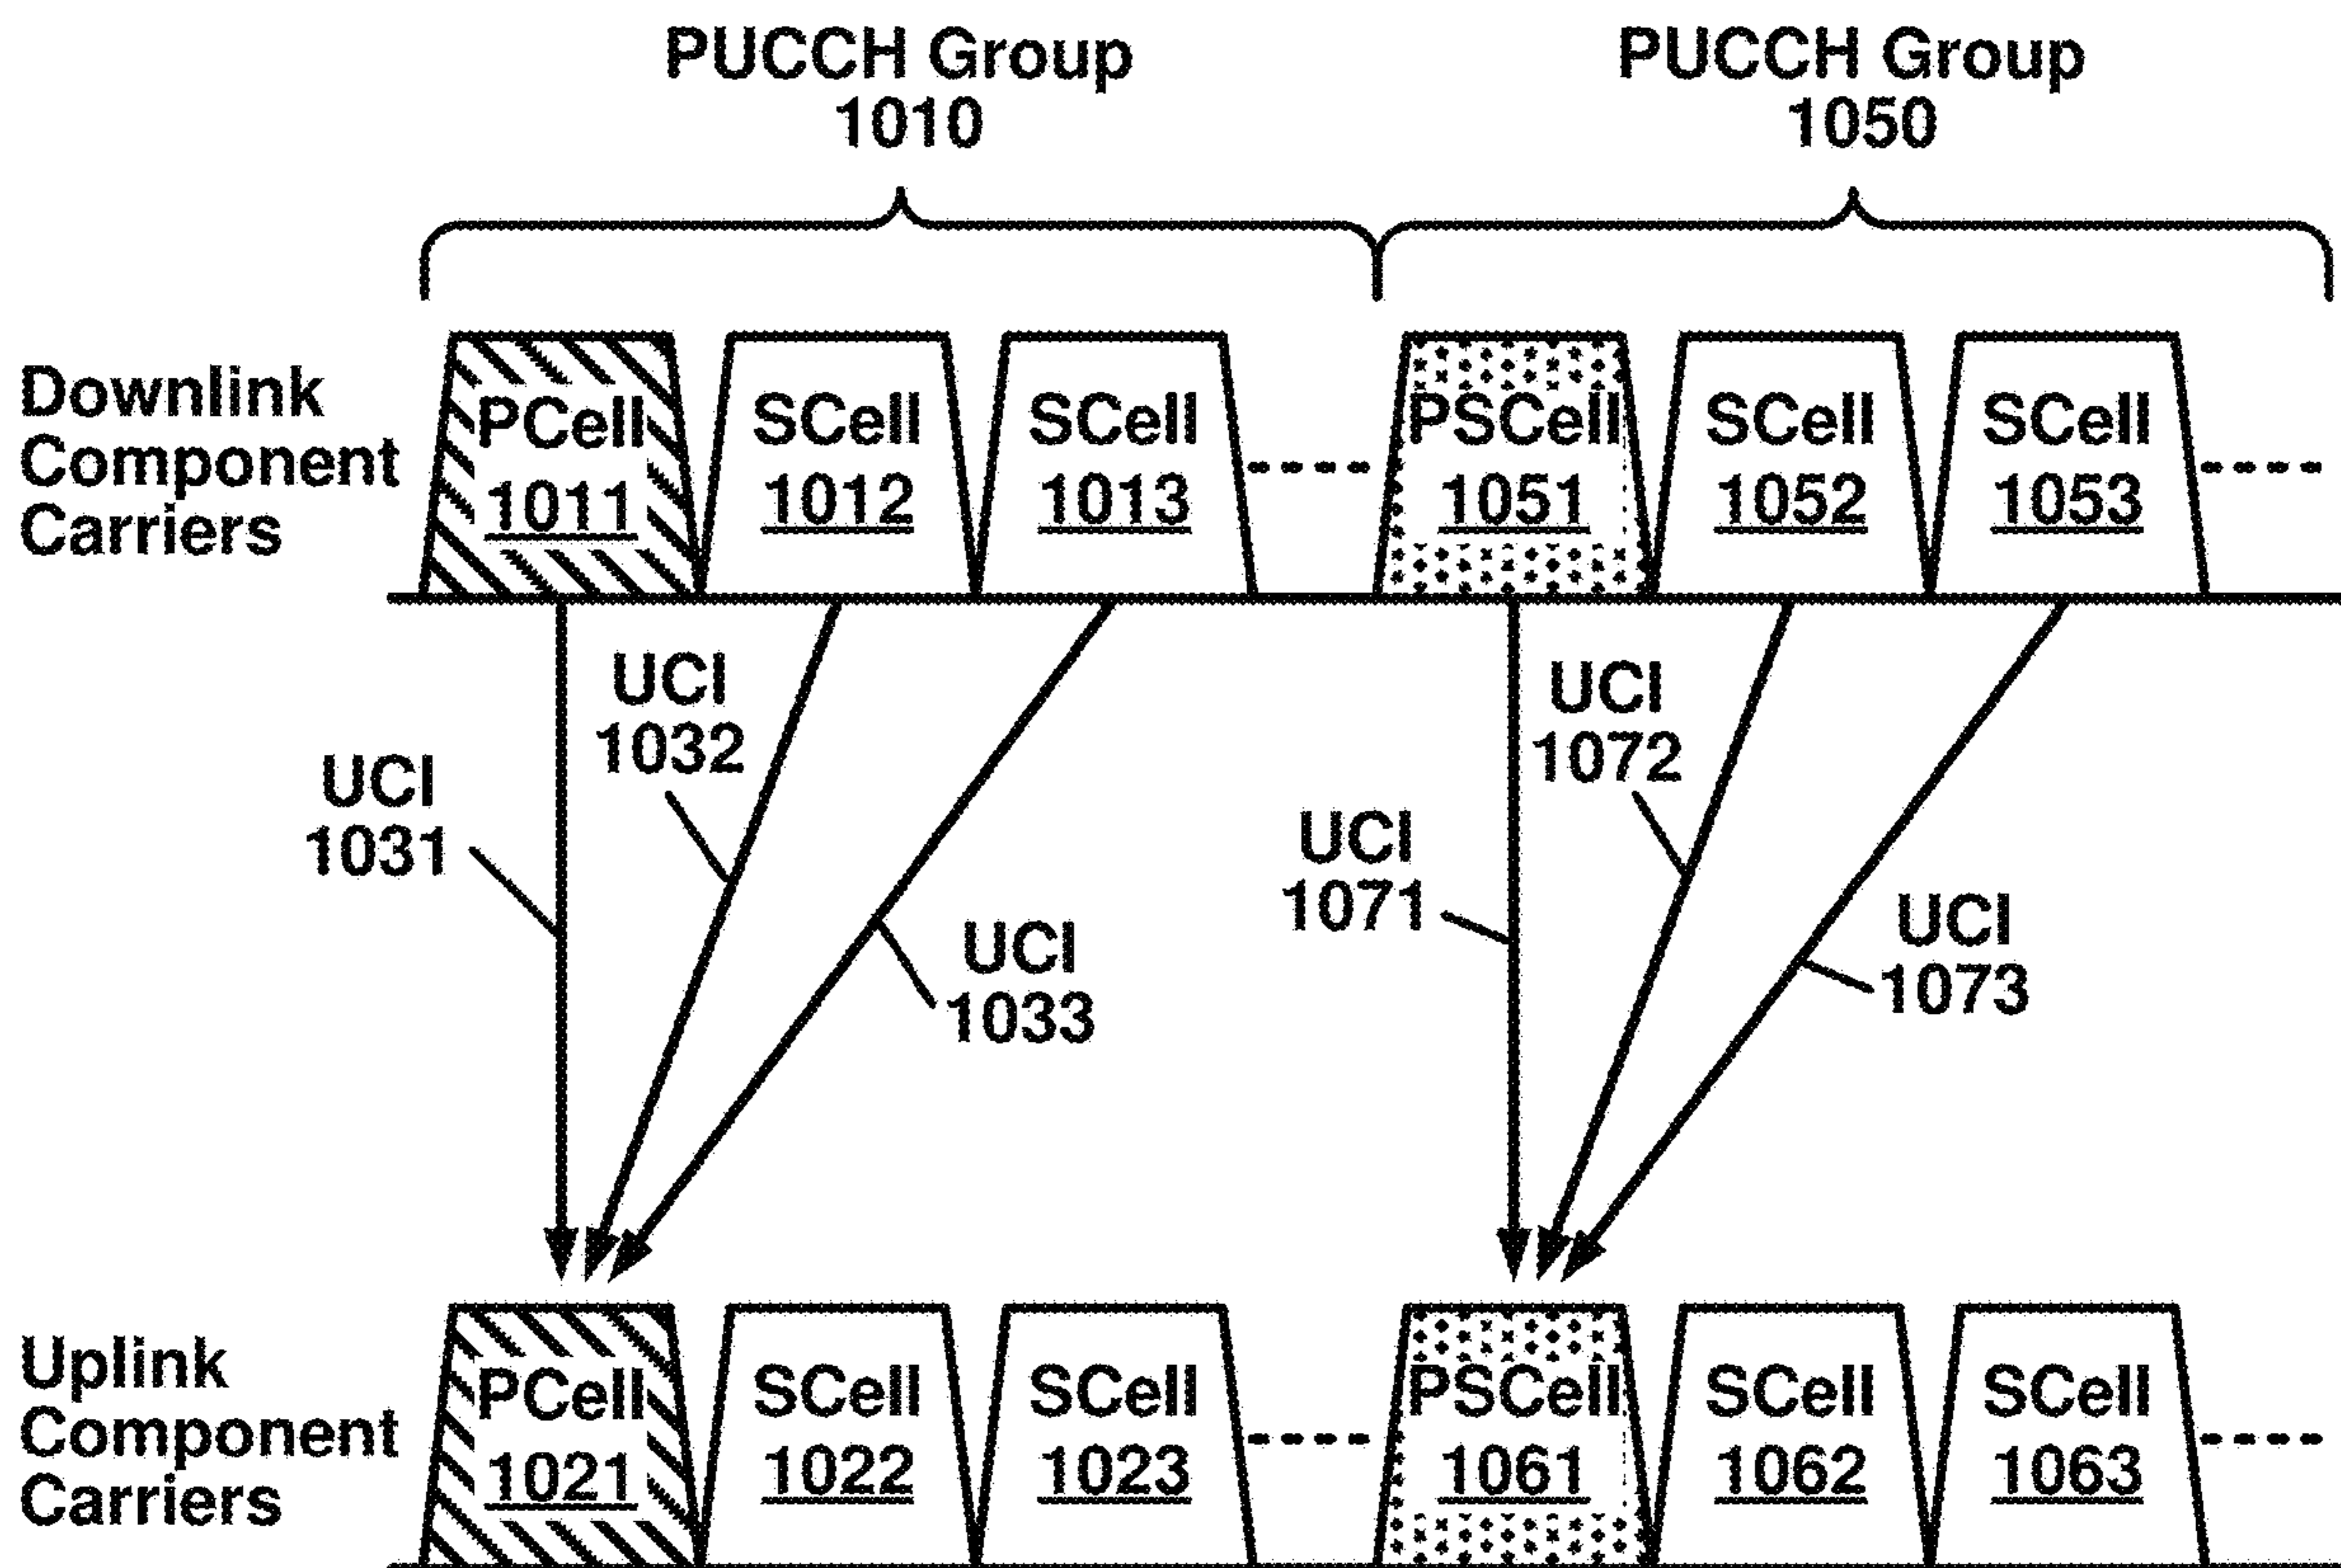 PUCCH Group
1010
PUCCH Group
1050
Downlink
Component
Carriers
PCell
1011
SCell
1012
SCell
1013
PSCell
1051
SCell
1052
SCell
1053
UCI
1031
UCI
1032
UCI
1033
UCI
1071
UCI
1072
UCI
1073
Uplink
Component
Carriers
PCell
1021
SCell
1022
SCell
1023
PSCell
1061
SCell
1062
SCell
1063